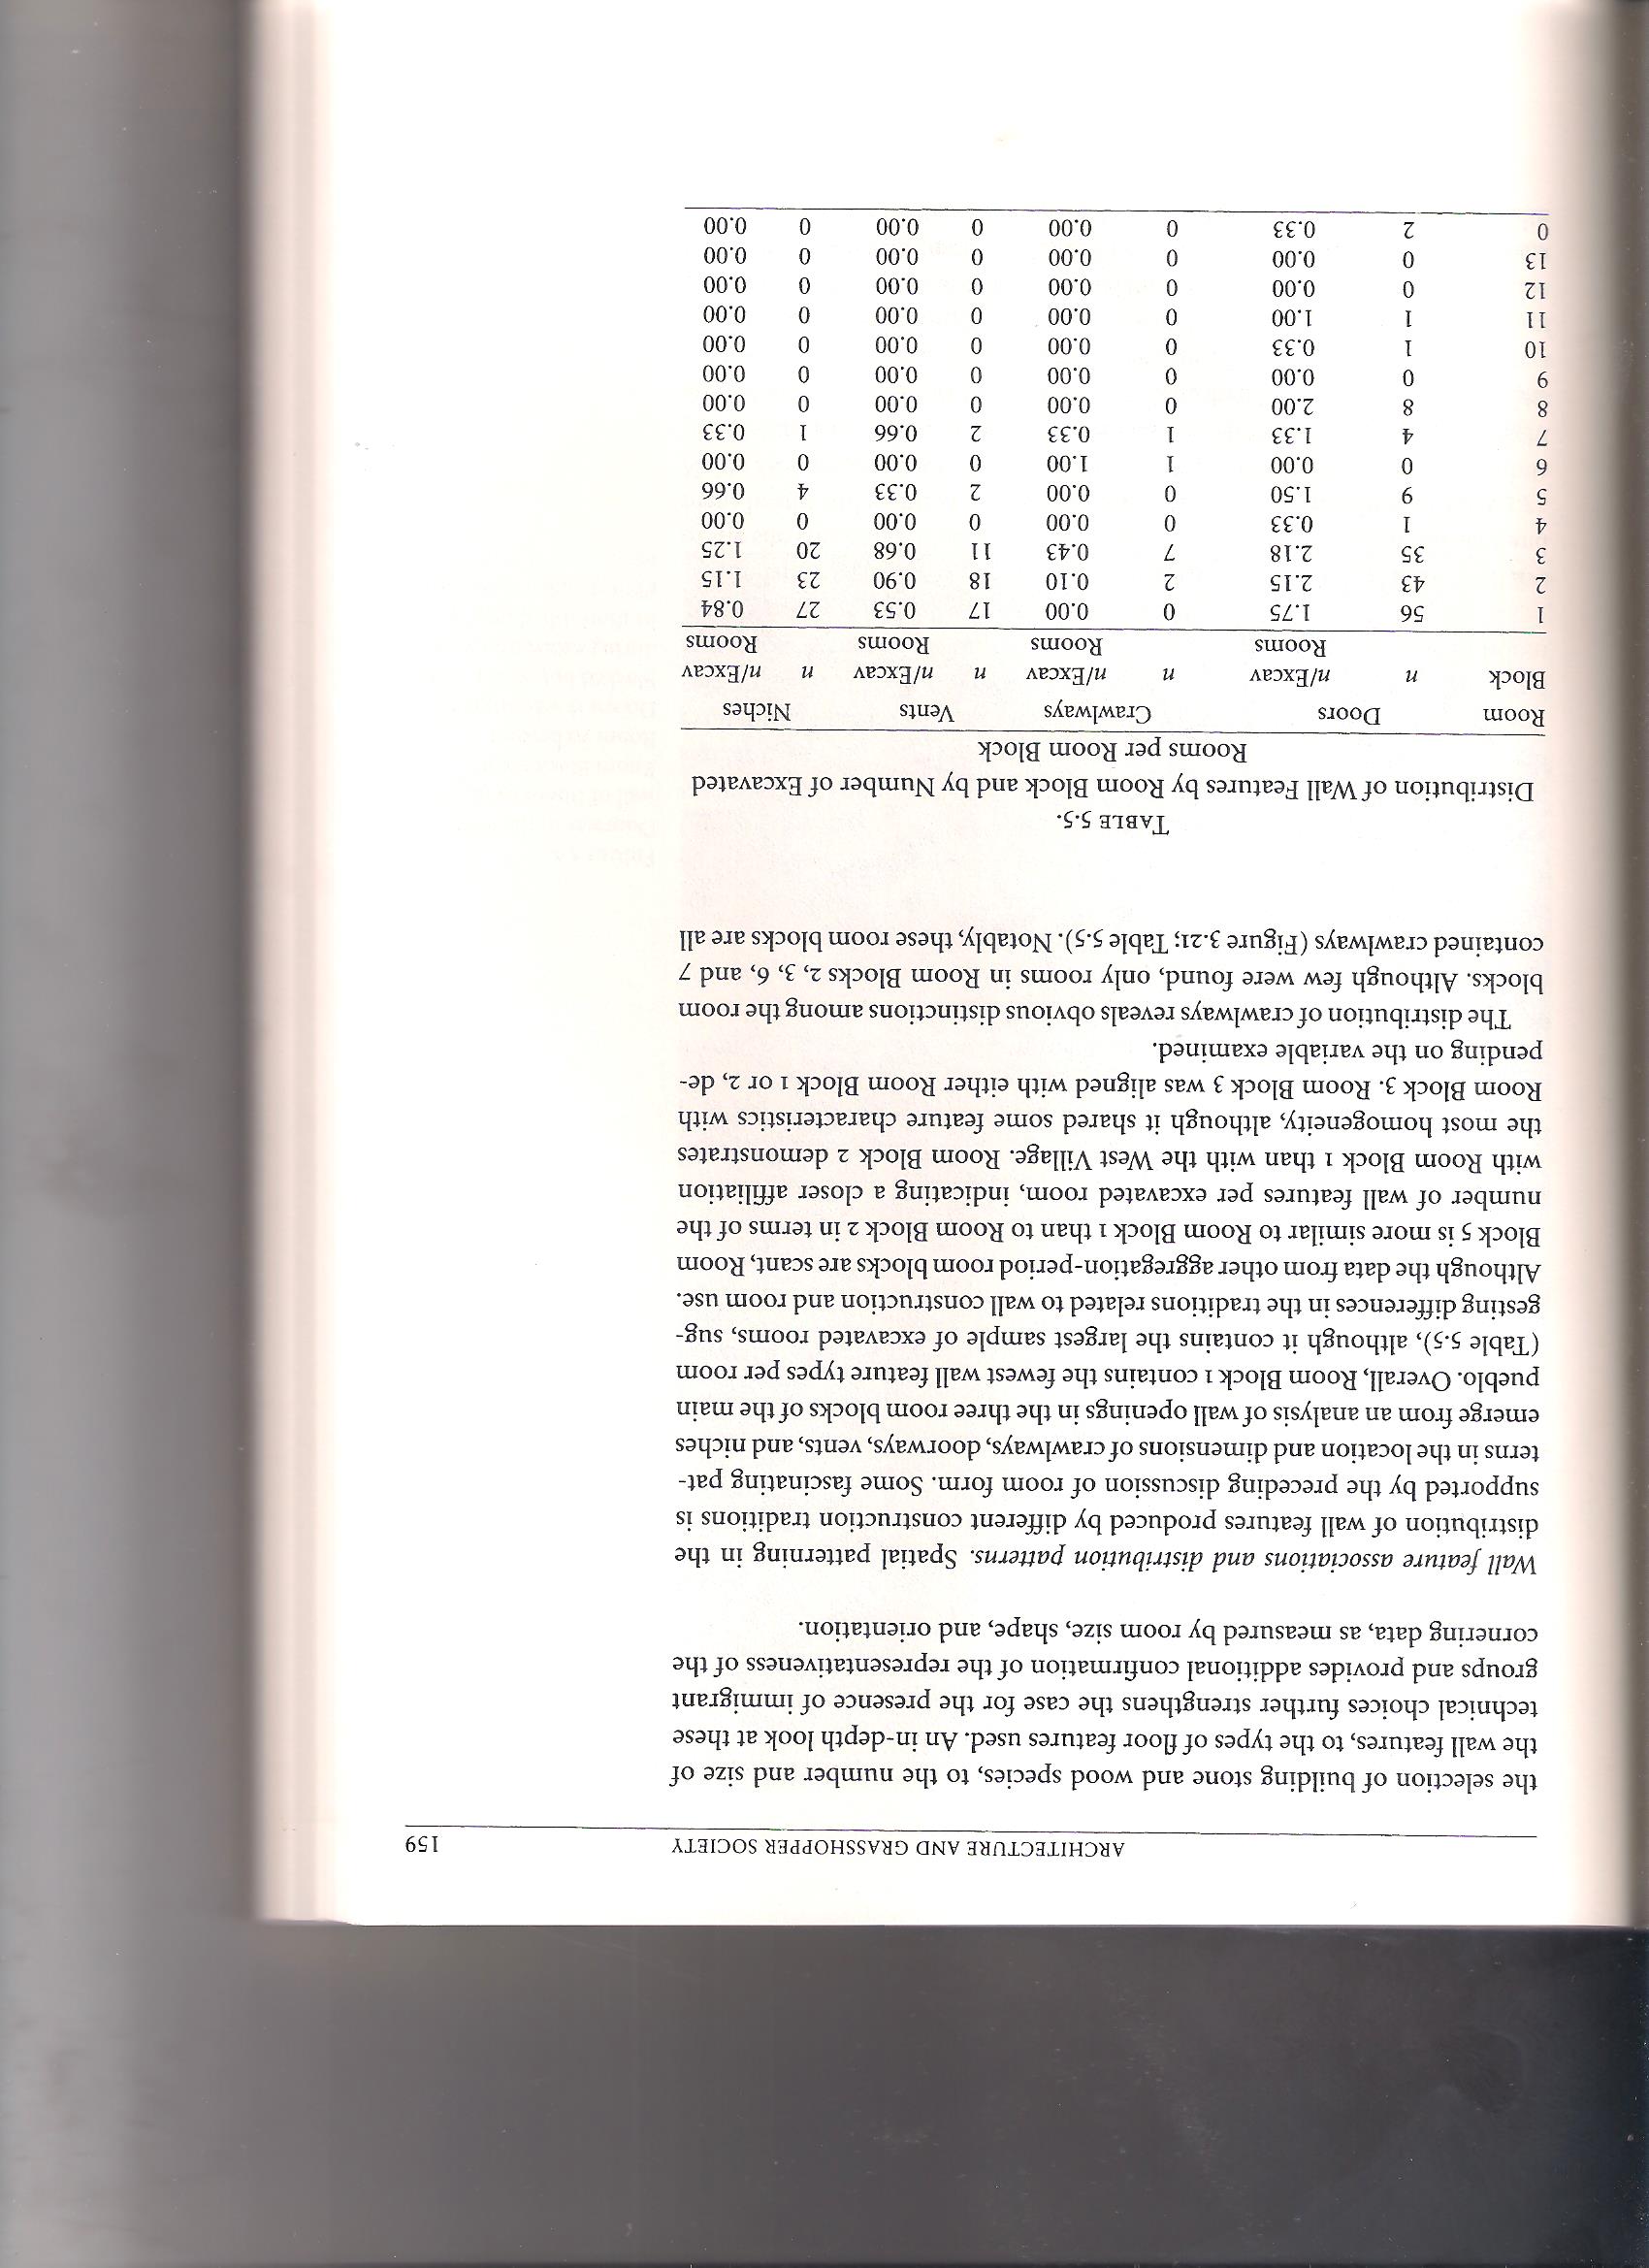 ARCHITECTURE AND GRASSHOPPER SOCIETY 159
the selection of building stone and wood species, to the number and size of
the wall features, to the types of floor features used. An in-depth look at these
technical choices further strengthens the case for the presence of immigrant
groups and provides additional confirmation of the representativeness of the
cornering data, as measured by room size, shape, and orientation.
Wall feature associations and distribution patterns. Spatial patterning in the
distribution of wall features produced by different construction traditions is
supported by the preceding discussion of room form. Some fascinating pat-
terns in the location and dimensions of crawlways, doorways, vents, and niches
emerge from an analysis of wall openings in the three room blocks of the main
pueblo. Overall, Room Block 1 contains the fewest wall feature types per room
(Table 5.5), although it contains the largest sample of excavated rooms, sug-
gesting differences in the traditions related to wall construction and room use.
Although the data from other aggregation-period room blocks are scant, Room
Block 5 is more similar to Room Block 1 than to Room Block 2 in terms of the
number of wall features per excavated room, indicating a closer affiliation
with Room Block 1 than with the West Village. Room Block 2 demonstrates
the most homogeneity, although it shared some feature characteristics with
Room Block 3. Room Block 3 was aligned with either Room Block 1 or 2, de-
pending on the variable examined.
The distribution of crawlways reveals obvious distinctions among the room
blocks. Although few were found, only rooms in Room Blocks 2, 3, 6, and 7
contained crawlways (Figure 3.21; Table 5.5). Notably, these room blocks are all
TABLE 5.5.
Distribution of Wall Features by Room Block and by Number of Excavated
Rooms per Room Block
Room Doors Crawlways Vents Niches
Block n n/Excav n n/Excav n n/Excav n n/Excav
Rooms Rooms Rooms Rooms
1 56 1.75 0 0.00 17 0.53 27 0.84
2 43 2.15 2 0.10 18 0.90 23 1.15
3 35 2.18 7 0.43 11 0.68 20 1.25
4 1 0.33 0 0.00 0 0.00 0 0.00
5 9 1.50 0 0.00 2 0.33 4 0.66
6 0 0.00 1 1.00 0 0.00 0 0.00
7 4 1.33 1 0.33 2 0.66 1 0.33
8 8 2.00 0 0.00 0 0.00 0 0.00
9 0 0.00 0 0.00 0 0.00 0 0.00
10 1 0.33 0 0.00 0 0.00 0 0.00
11 1 1.00 0 0.00 0 0.00 0 0.00
12 0 0.00 0 0.00 0 0.00 0 0.00
13 0 0.00 0 0.00 0 0.00 0 0.00
0 2 0.33 0 0.00 0 0.00 0 0.00